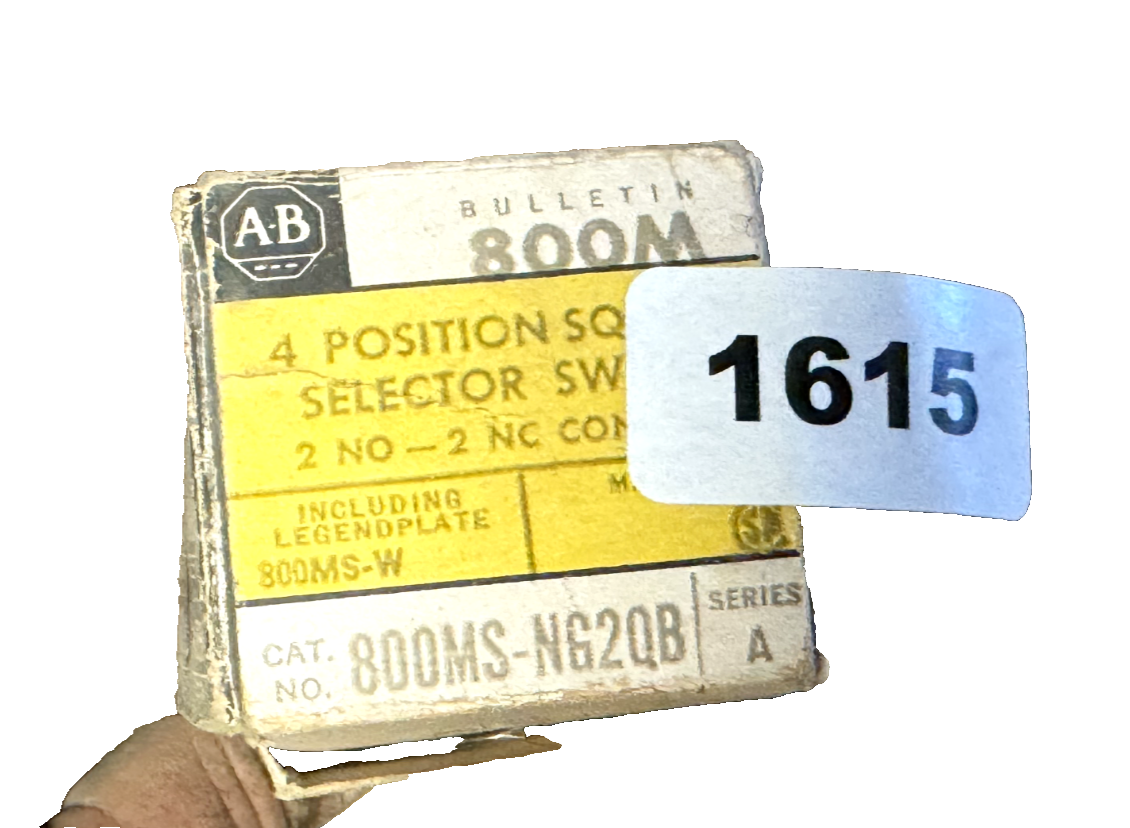 A-B
BULLETIN
800M
4 POSITION SQ
SELECTOR SW
2 NO – 2 NC CON
INCLUDING
LEGENDPLATE
800MS-W
M
1615
CAT.
NO.
800MS-NG2QB
SERIES
A